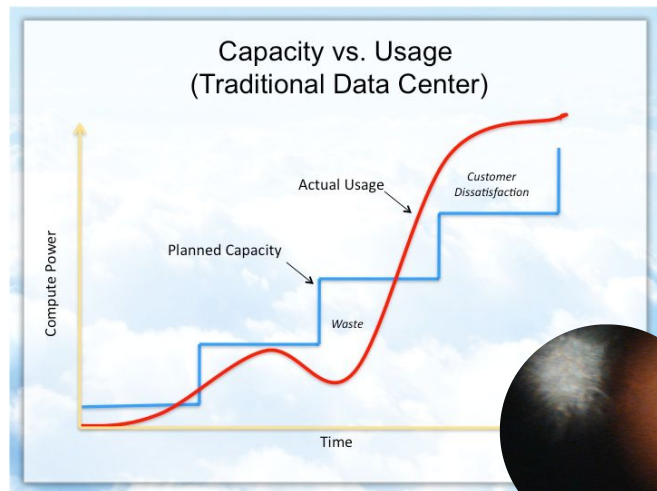 Capacity vs. Usage
(Traditional Data Center)
Actual Usage
Customer
Dissatisfaction
Planned Capacity
Waste
Compute Power
Time